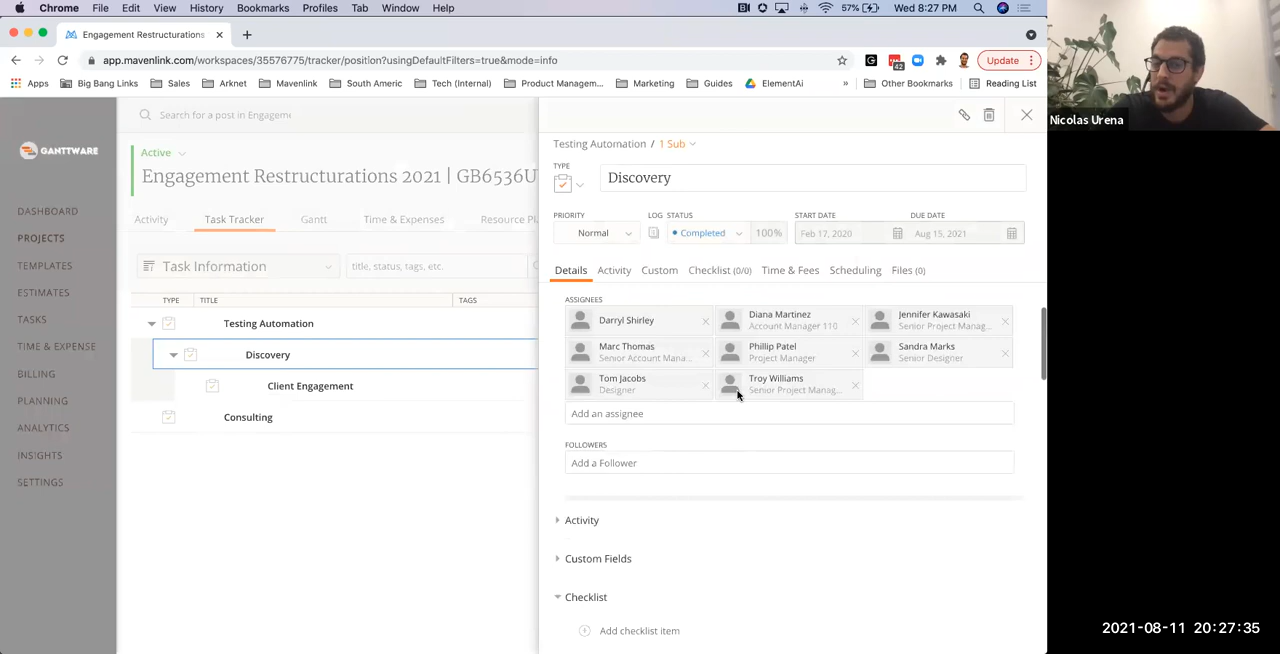 Chrome File Edit View History Bookmarks Profiles Tab Window Help 57% Wed 8:27 PM
Engagement Restructurations
app.mavenlink.com/workspaces/35576775/tracker/position?usingDefaultFilters=true&mode=info 42 Update
Apps Big Bang Links Sales Arknet Mavenlink South Americ Tech (internal) Product Managem... Marketing Guides ElementAi » Other Bookmarks Reading List
Nicolas Urena
GANTTWARE
DASHBOARD
PROJECTS
TEMPLATES
ESTIMATES
TASKS
TIME & EXPENSE
BILLING
PLANNING
ANALYTICS
INSIGHTS
SETTINGS
Search for a post in Engageme
Active
Engagement Restructurations 2021 | GB6536U
Activity Task Tracker Gantt Time & Expenses Resource Pl
Task Information title, status, tags, etc.
TYPE TITLE TAGS
Testing Automation
Discovery
Client Engagement
Consulting
Testing Automation / 1 Sub
TYPE
Discovery
PRIORITY LOG STATUS START DATE DUE DATE
Normal Completed 100% Feb 17, 2020 Aug 15, 2021
Details Activity Custom Checklist (0/0) Time & Fees Scheduling Files (0)
ASSIGNEES
Darryl Shirley
Diana Martinez
Account Manager 110
Jennifer Kawasaki
Senior Project Manag...
Marc Thomas
Senior Account Mana...
Phillip Patel
Project Manager
Sandra Marks
Senior Designer
Tom Jacobs
Designer
Troy Williams
Senior Project Manag...
Add an assignee
FOLLOWERS
Add a Follower
Activity
Custom Fields
Checklist
Add checklist item
2021-08-11 20:27:35